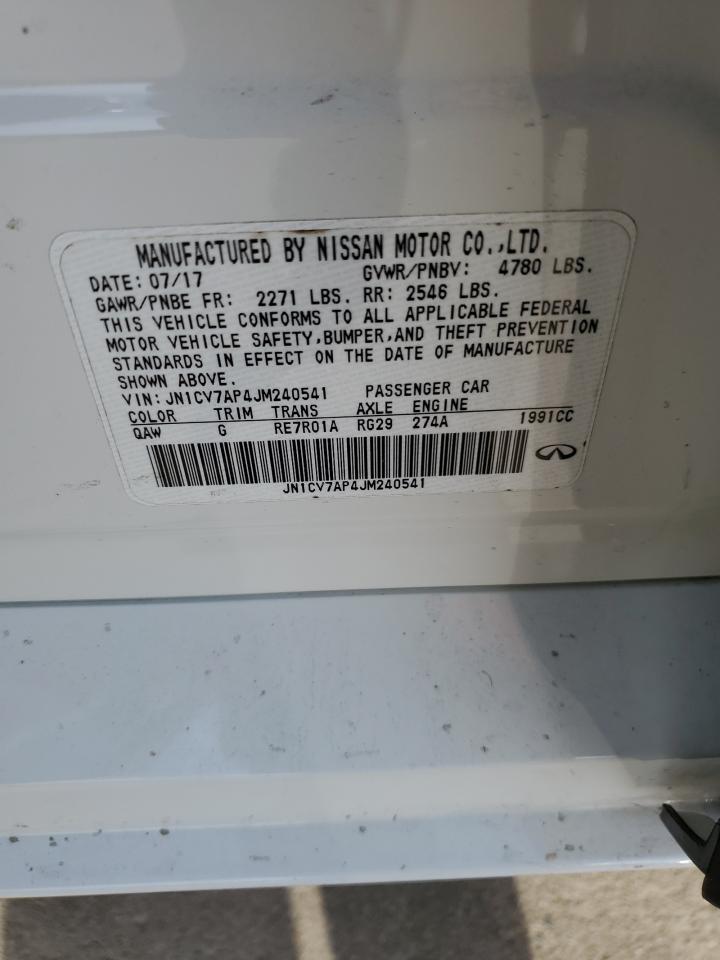 MANUFACTURED BY NISSAN MOTOR CO.,LTD.
DATE: 07/17 GVWR/PNBV: 4780 LBS.
GAWR/PNBE FR: 2271 LBS. RR: 2546 LBS.
THIS VEHICLE CONFORMS TO ALL APPLICABLE FEDERAL
MOTOR VEHICLE SAFETY,BUMPER,AND THEFT PREVENTION
STANDARDS IN EFFECT ON THE DATE OF MANUFACTURE
SHOWN ABOVE.
VIN: JN1CV7AP4JM240541 PASSENGER CAR
COLOR TRIM TRANS AXLE ENGINE
QAW G RE7R01A RG29 274A 1991CC
JN1CV7AP4JM240541